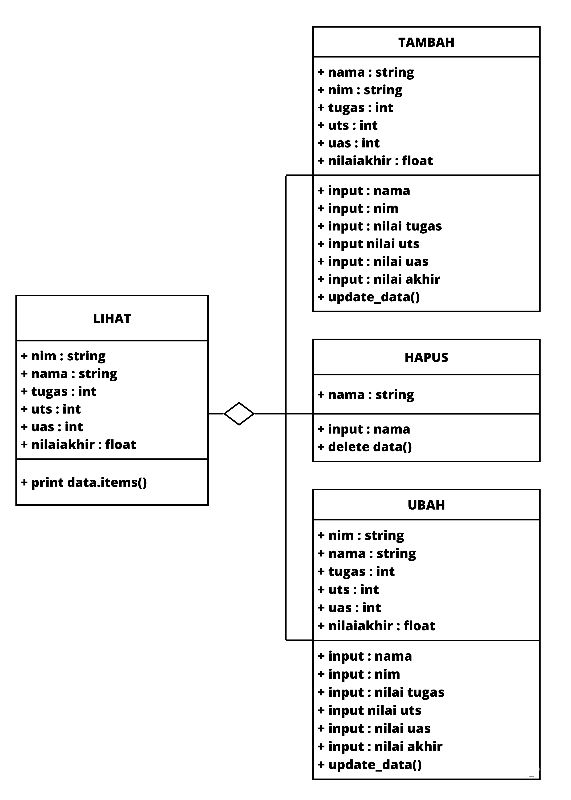 TAMBAH
+ nama : string
+ nim : string
+ tugas : int
+ uts : int
+ uas : int
+ nilaiakhir : float
+ input : nama
+ input : nim
+ input : nilai tugas
+ input nilai uts
+ input : nilai uas
+ input : nilai akhir
+ update_data()
LIHAT
+ nim : string
+ nama : string
+ tugas : int
+ uts : int
+ uas : int
+ nilaiakhir : float
+ print data.items()
HAPUS
+ nama : string
+ input : nama
+ delete data()
UBAH
+ nim : string
+ nama : string
+ tugas : int
+ uts : int
+ uas : int
+ nilaiakhir : float
+ input : nama
+ input : nim
+ input : nilai tugas
+ input nilai uts
+ input : nilai uas
+ input : nilai akhir
+ update_data()